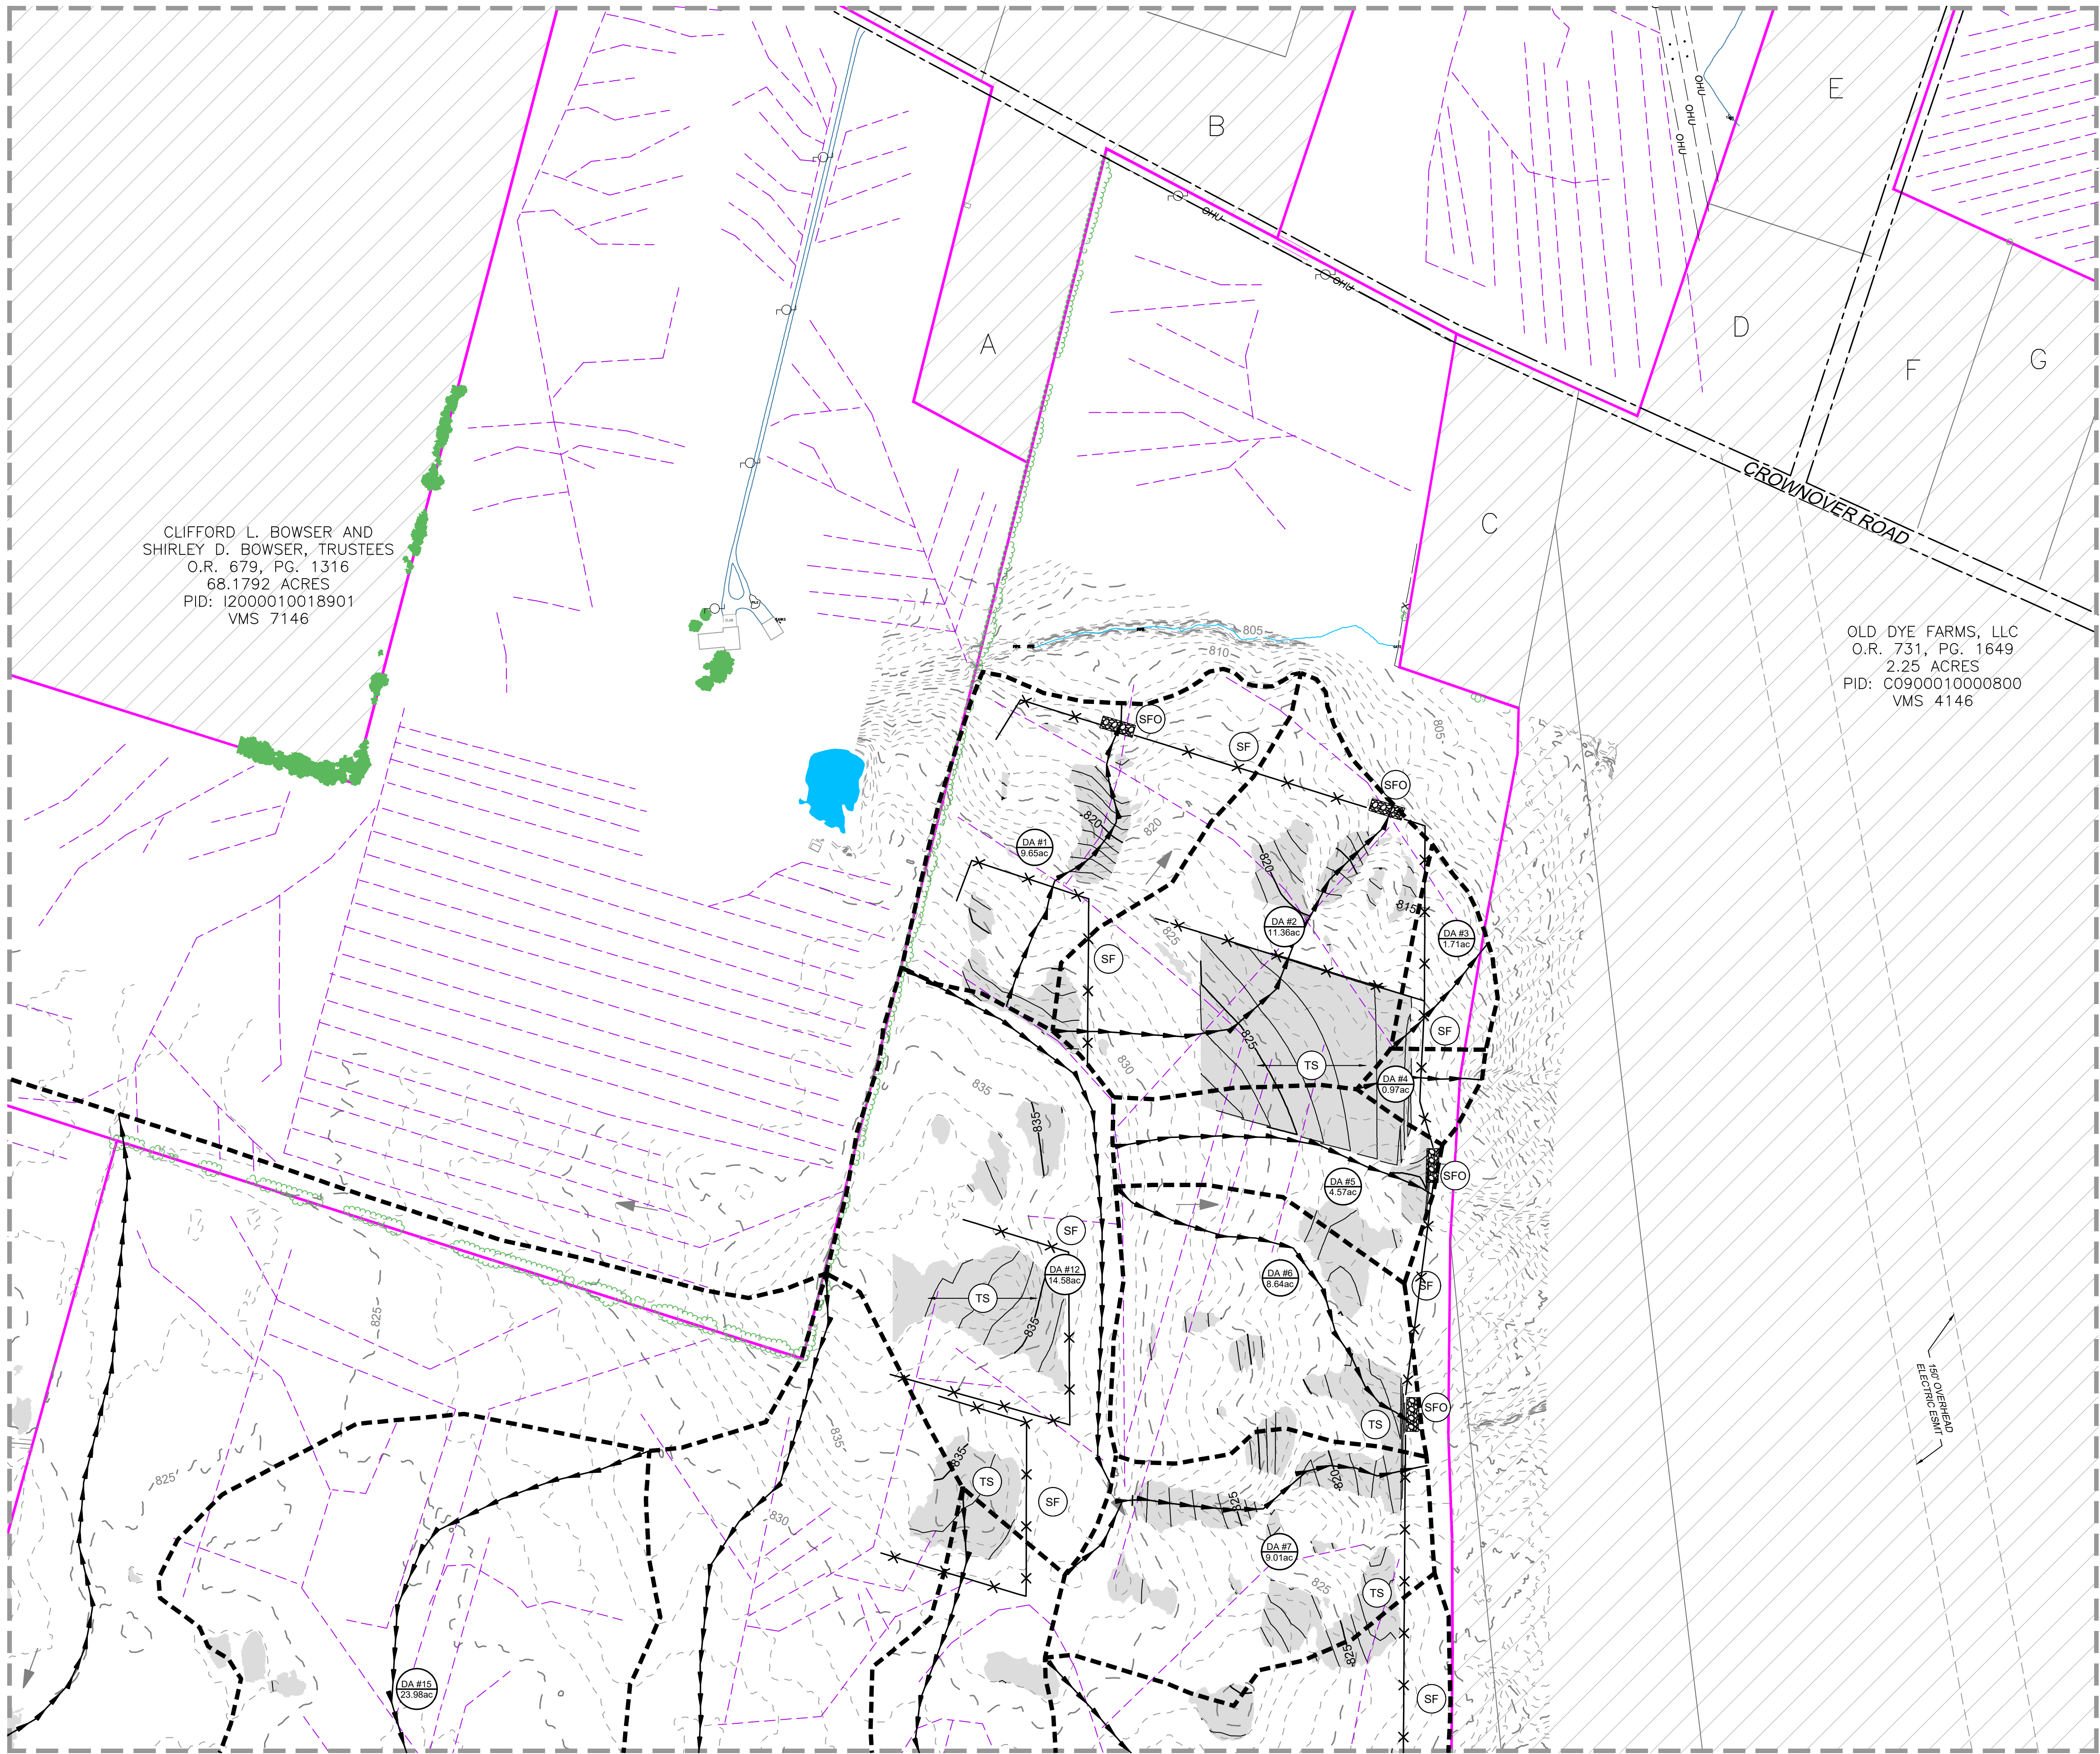 B
E
OHU
OHU
OHU
OHU
OHU
A
D
F
G
C
CROWNOVER ROAD
CLIFFORD L. BOWSER AND
SHIRLEY D. BOWSER, TRUSTEES
O.R. 679, PG. 1316
68.1792 ACRES
PID: I2000010018901
VMS 7146
OLD DYE FARMS, LLC
O.R. 731, PG. 1649
2.25 ACRES
PID: C0900010000800
VMS 4146
805
810
805
SFO
SF
SFO
820
820
DA #1
9.65ac
820
815
825
DA #2
11.36ac
DA #3
1.71ac
SF
SF
825
830
TS
DA #4
0.97ac
835
835
SFO
DA #5
4.57ac
SF
DA #12
14.58ac
DA #6
8.64ac
SF
TS
835
825
150' OVERHEAD
ELECTRIC ESM'T
SFO
TS
835
835
825
TS
820
825
SF
830
DA #7
9.01ac
825
TS
825
DA #15
23.98ac
SF